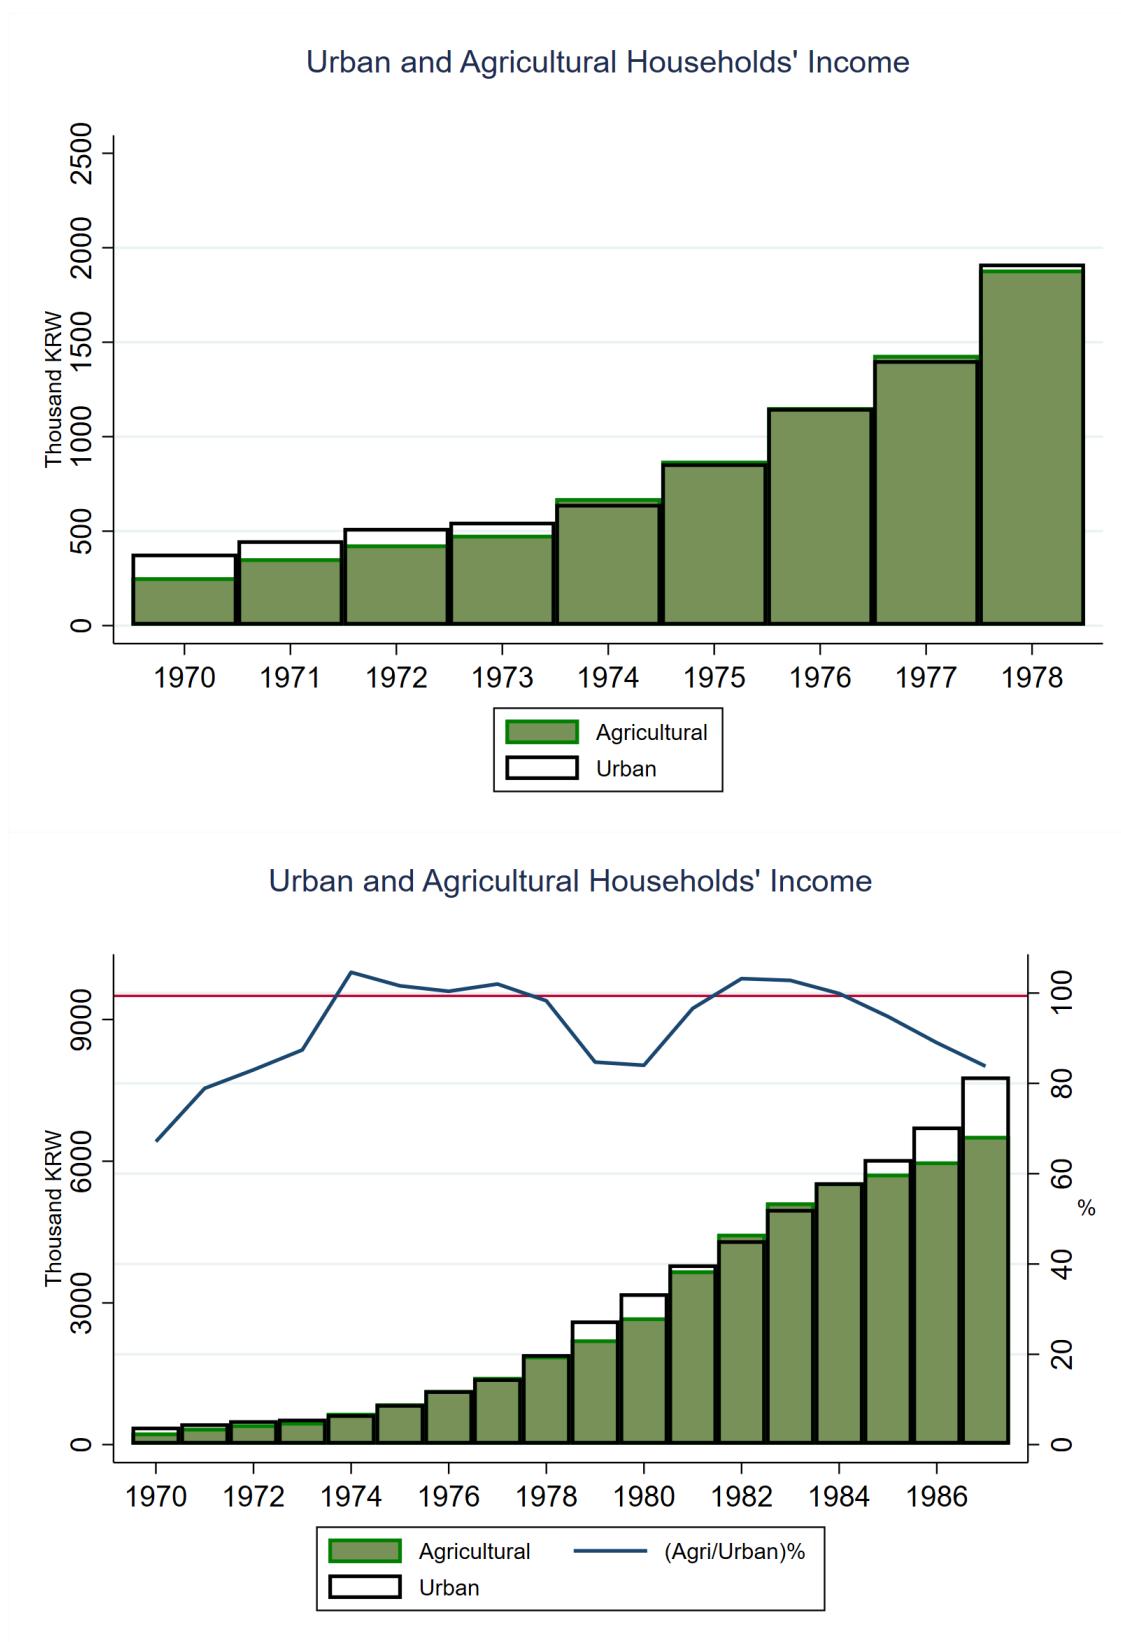 Urban and Agricultural Households' Income
2500
2000
1500
1000
500
0
Thousand KRW
1970 1971 1972 1973 1974 1975 1976 1977 1978
Agricultural
Urban
Urban and Agricultural Households' Income
9000
6000
3000
0
Thousand KRW
100
80
60
40
20
0
%
1970 1972 1974 1976 1978 1980 1982 1984 1986
Agricultural (Agri/Urban)%
Urban